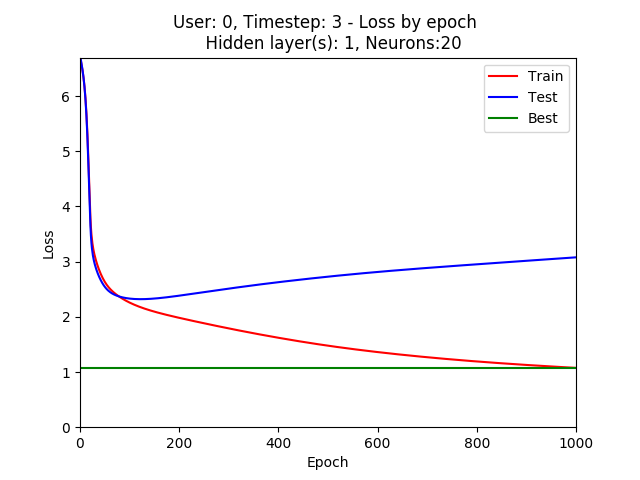 User: 0, Timestep: 3 - Loss by epoch
Hidden layer(s): 1, Neurons:20
Train
Test
Best
6
5
4
3
2
1
0
Loss
0 200 400 600 800 1000
Epoch